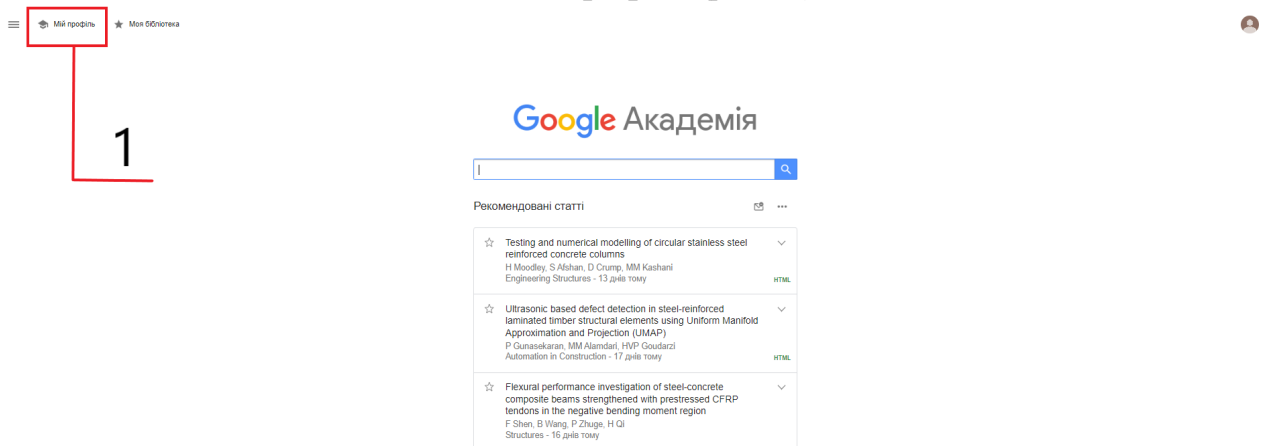 Мій профіль
Моя бібліотека
1
Google Академія
Рекомендовані статті
Testing and numerical modelling of circular stainless steel
reinforced concrete columns
H Moodley, S Afshan, D Crump, MM Kashani
Engineering Structures - 13 днів тому
HTML
Ultrasonic based defect detection in steel-reinforced
laminated timber structural elements using Uniform Manifold
Approximation and Projection (UMAP)
P Gunasekaran, MM Alamdari, HVP Goudarzi
Automation in Construction - 17 днів тому
HTML
Flexural performance investigation of steel-concrete
composite beams strengthened with prestressed CFRP
tendons in the negative bending moment region
F Shen, B Wang, P Zhuge, H Qi
Structures - 16 днів тому